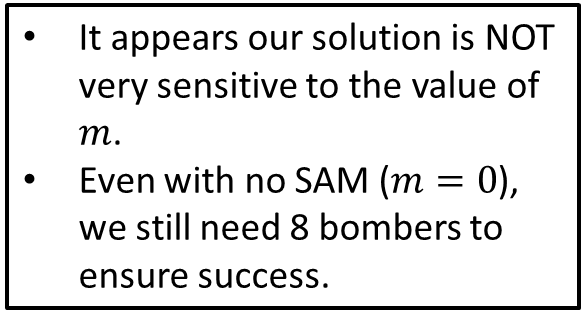 • It appears our solution is NOT
very sensitive to the value of
m.
• Even with no SAM (m = 0),
we still need 8 bombers to
ensure success.